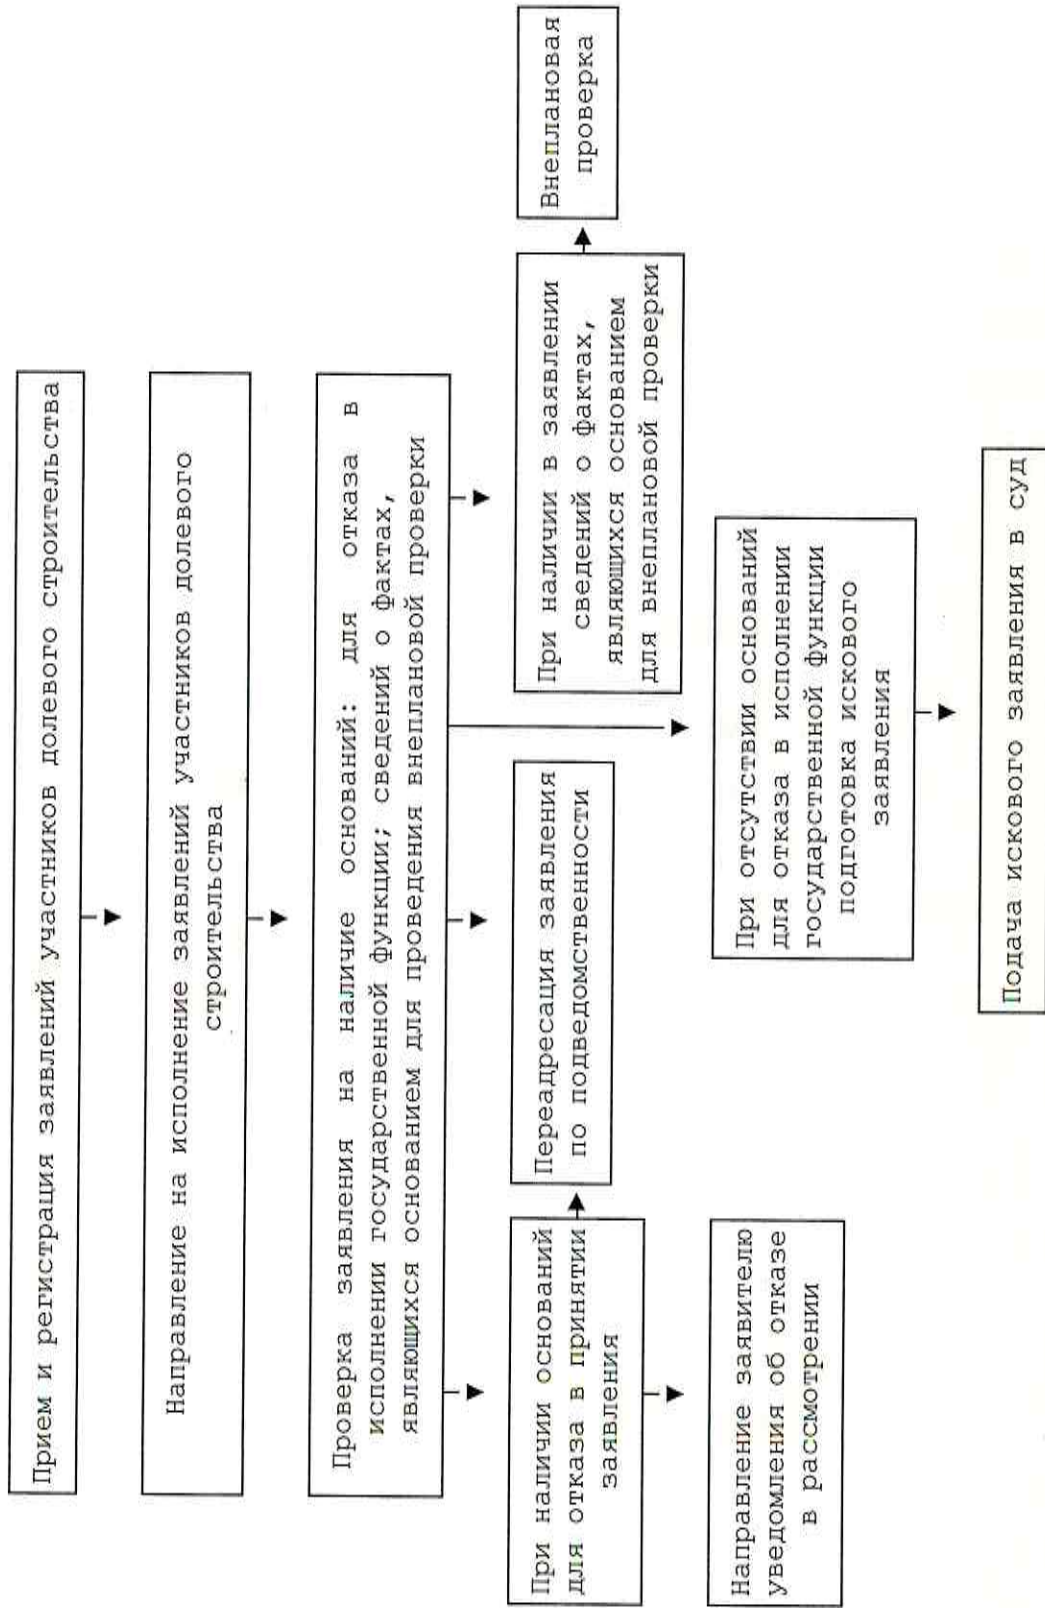 Прием и регистрация заявлений участников долевого строительства
Направление на исполнение заявлений участников долевого
строительства
Проверка заявления на наличие оснований: для отказа в
исполнении государственной функции; сведений о фактах,
являющихся основанием для проведения внеплановой проверки
При наличии оснований
для отказа в принятии
заявления
Переадресация заявления
по подведомственности
При наличии в заявлении
сведений о фактах,
являющихся основанием
для внеплановой проверки
Внеплановая
проверка
Направление заявителю
уведомления об отказе
в рассмотрении
При отсутствии оснований
для отказа в исполнении
государственной функции
подготовка искового
заявления
Подача искового заявления в суд